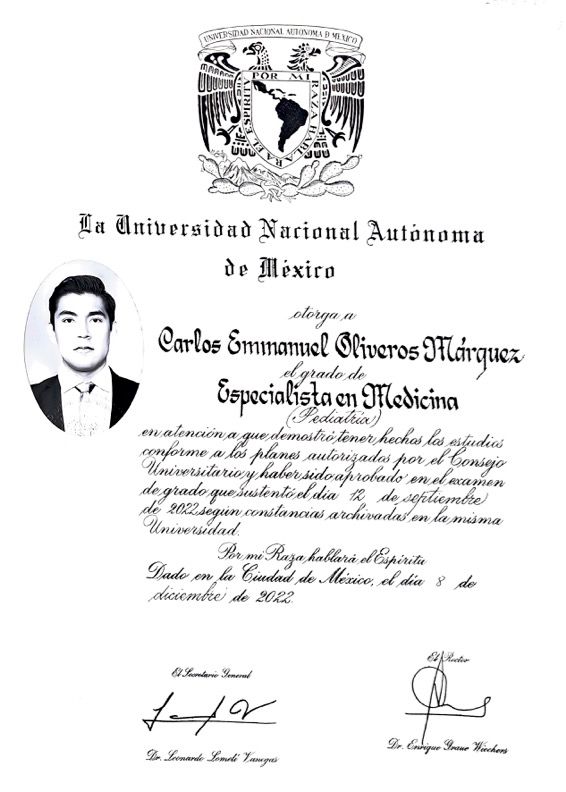 UNIVERSIDAD NACIONAL AUTONOMA D MEXICO
POR MI RAZA HABLARA EL ESPIRITU
La Universidad Nacional Autónoma
de México
otorga a
Carlos Emmanuel Oliveros Márquez
el grado de
Especialista en Medicina
(Pediatría)
en atención a que demostró tener hechos los estudios
conforme a los planes autorizados por el Consejo
Universitario y haber sido aprobado en el examen
de grado que sustentó el día 12 de septiembre
de 2022 según constancias archivadas en la misma
Universidad.
Por mi Raza hablará el Espíritu
Dado en la Ciudad de México, el día 8 de
diciembre de 2022.
El Secretario General
El Rector
Dr. Leonardo Lomelí Vanegas
Dr. Enrique Graue Wiechers